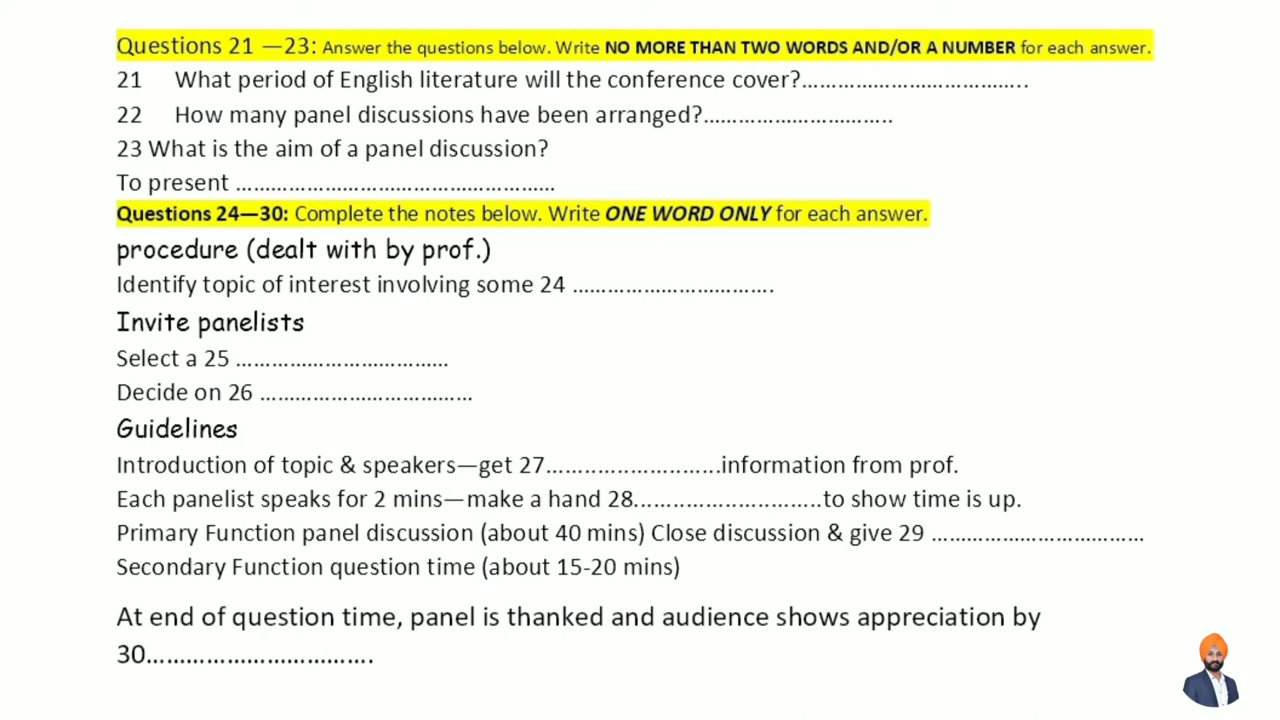 Questions 21 —23: Answer the questions below. Write NO MORE THAN TWO WORDS AND/OR A NUMBER for each answer.
21 What period of English literature will the conference cover?……………………………..
22 How many panel discussions have been arranged?…………………………..
23 What is the aim of a panel discussion?
To present ……………………………………………
Questions 24—30: Complete the notes below. Write ONE WORD ONLY for each answer.
procedure (dealt with by prof.)
Identify topic of interest involving some 24 …………………………….
Invite panelists
Select a 25 ………………………………
Decide on 26 ………………………………
Guidelines
Introduction of topic & speakers—get 27………………………..information from prof.
Each panelist speaks for 2 mins—make a hand 28…………………………..to show time is up.
Primary Function panel discussion (about 40 mins) Close discussion & give 29 ………………………………
Secondary Function question time (about 15-20 mins)
At end of question time, panel is thanked and audience shows appreciation by
30…………………………….